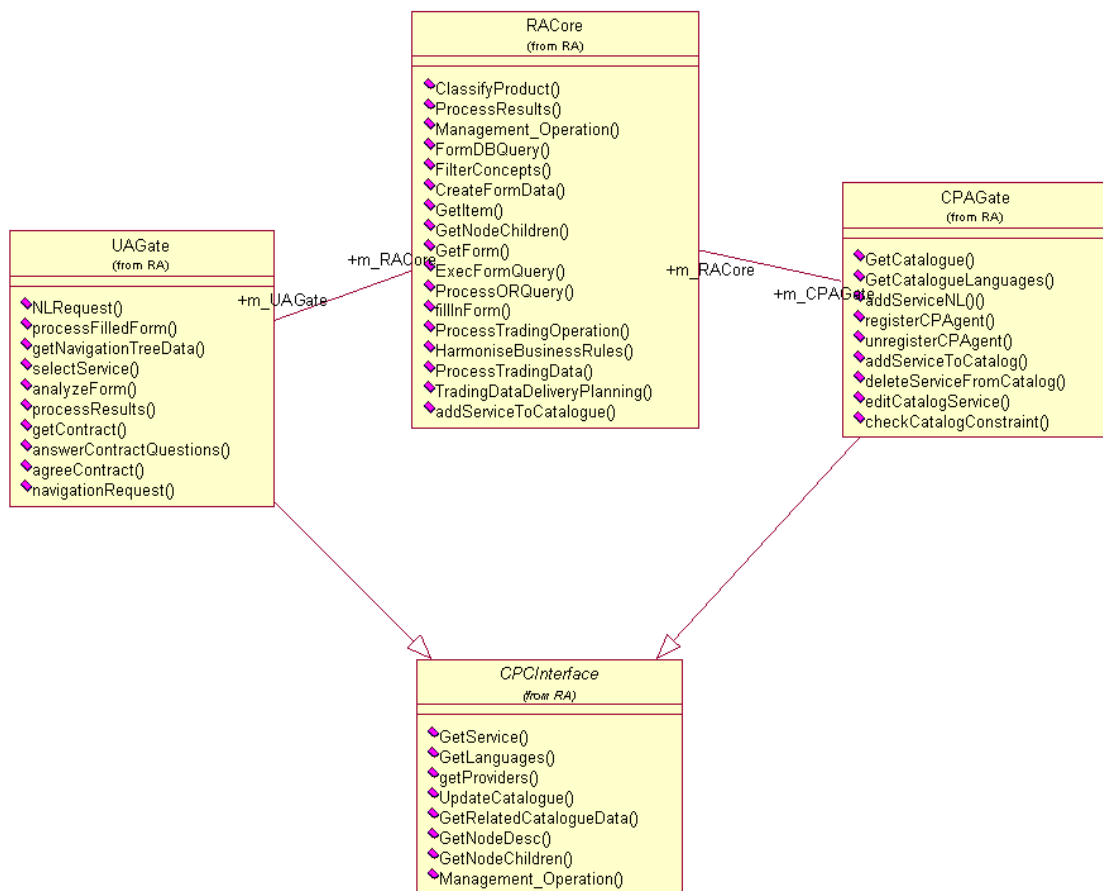 RACore
(from RA)
ClassifyProduct()
ProcessResults()
Management_Operation()
FormDBQuery()
FilterConcepts()
CreateFormData()
GetItem()
GetNodeChildren()
GetForm()
ExecFormQuery()
ProcessORQuery()
fillInForm()
ProcessTradingOperation()
HarmoniseBusinessRules()
ProcessTradingData()
TradingDataDeliveryPlanning()
addServiceToCatalogue()
UAGate
(from RA)
NLRequest()
processFilledForm()
getNavigationTreeData()
selectService()
analyzeForm()
processResults()
getContract()
answerContractQuestions()
agreeContract()
navigationRequest()
+m_RACore
+m_UAGate
+m_RACore
+m_CPAGate
CPAGate
(from RA)
GetCatalogue()
GetCatalogueLanguages()
addServiceNL()()
registerCPAgent()
unregisterCPAgent()
addServiceToCatalog()
deleteServiceFromCatalog()
editCatalogService()
checkCatalogConstraint()
CPCInterface
(from RA)
GetService()
GetLanguages()
getProviders()
UpdateCatalogue()
GetRelatedCatalogueData()
GetNodeDesc()
GetNodeChildren()
Management_Operation()